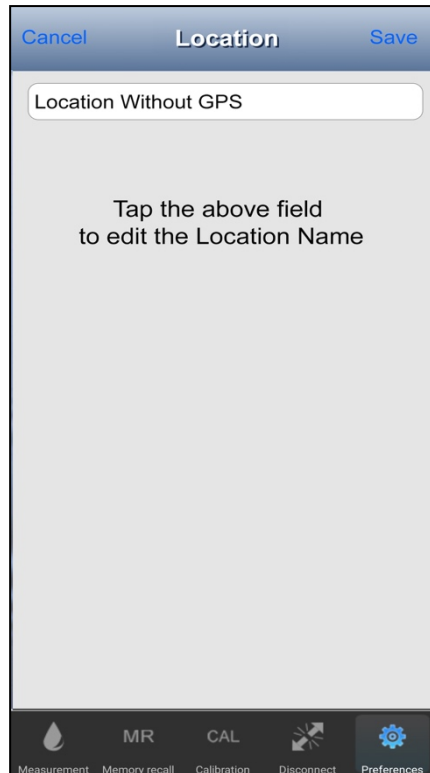 Cancel Location Save
Location Without GPS
Tap the above field
to edit the Location Name
MR CAL
Measurement Memory recall Calibration Disconnect Preferences